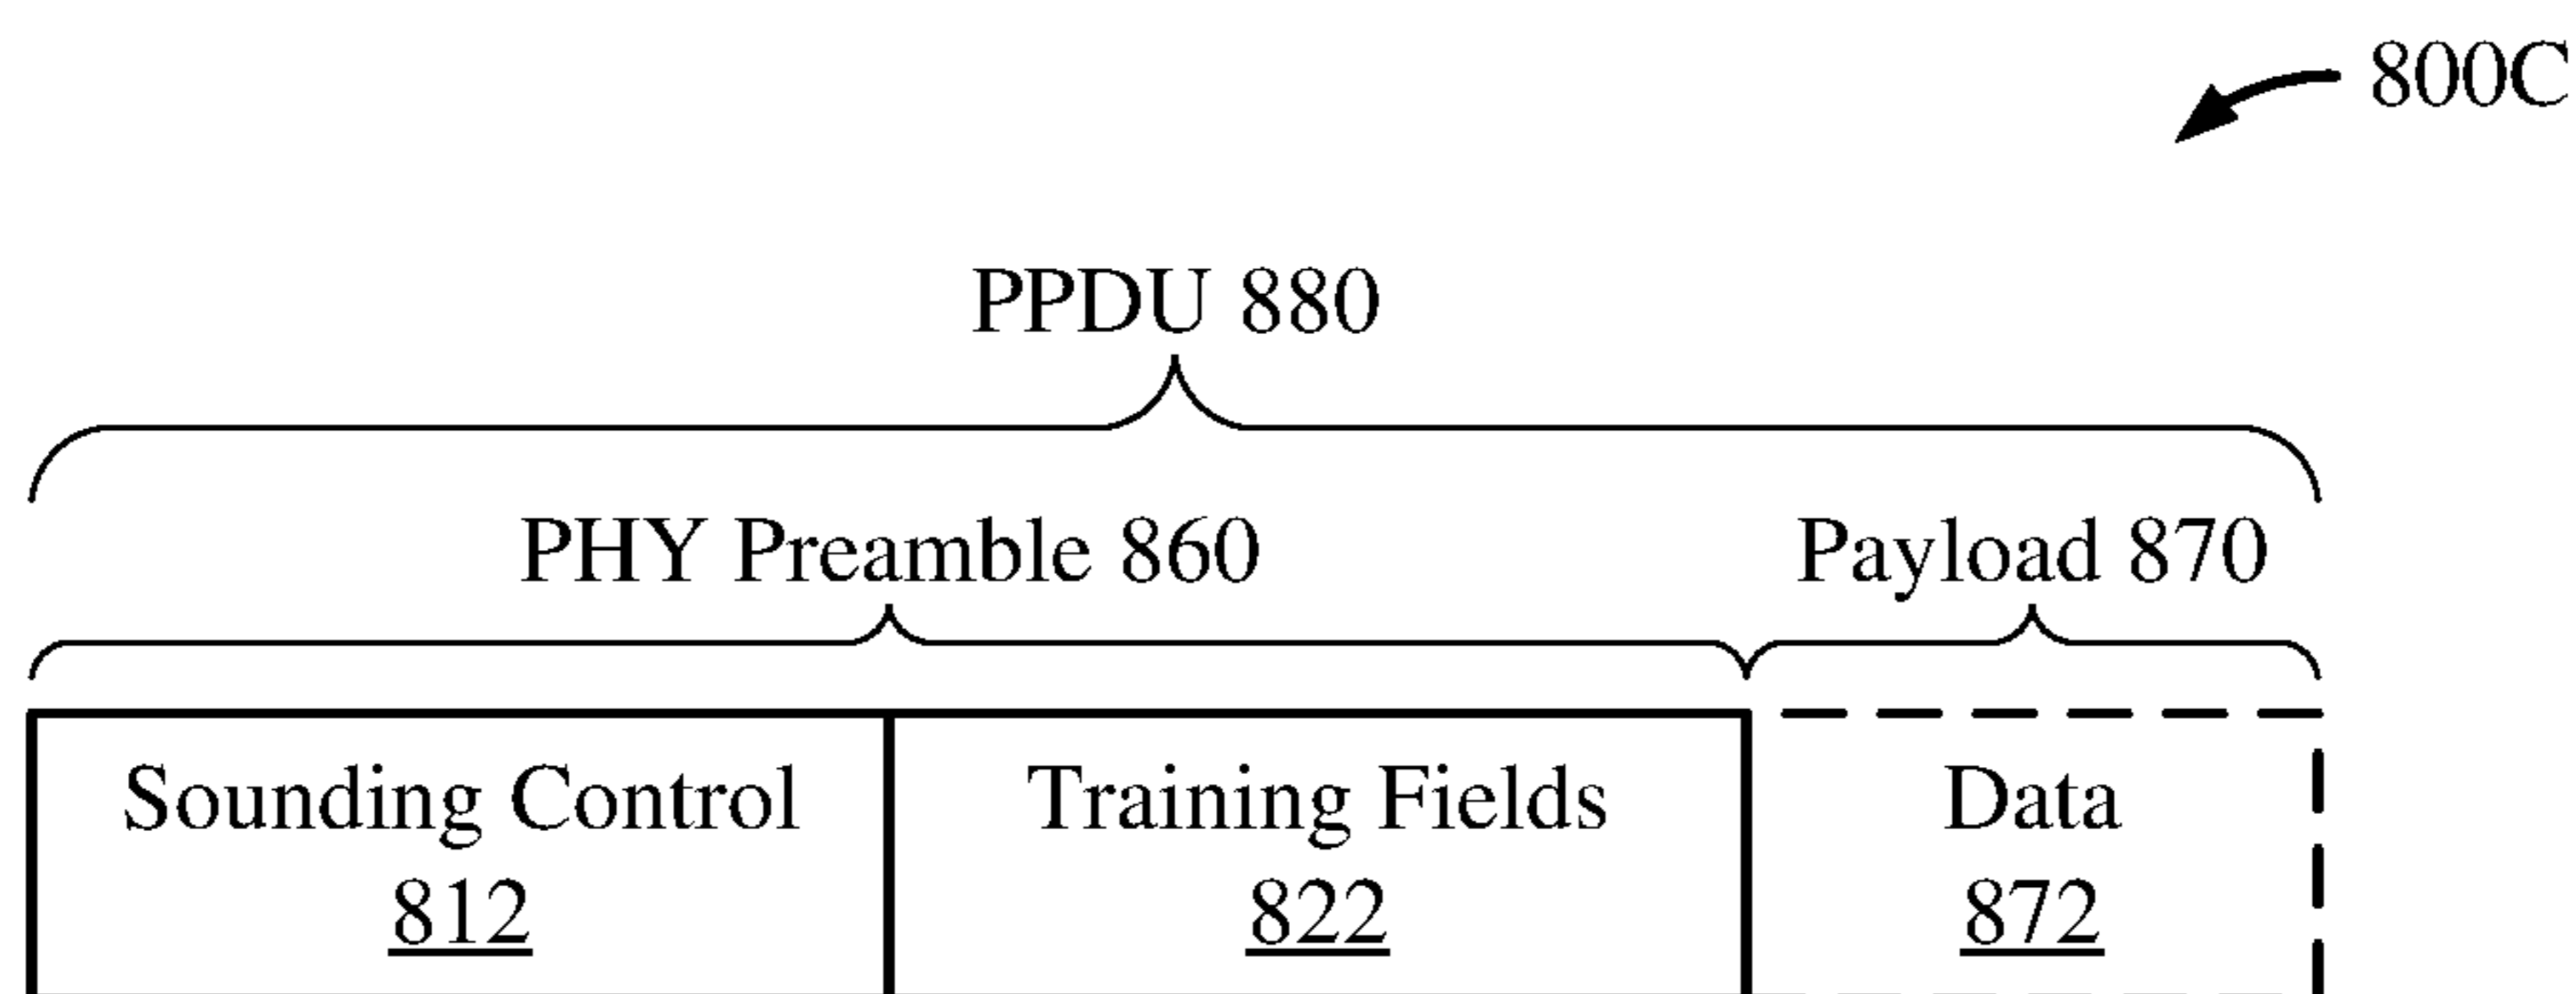 800C
PPDU 880
PHY Preamble 860
Payload 870
Sounding Control
812
Training Fields
822
Data
872